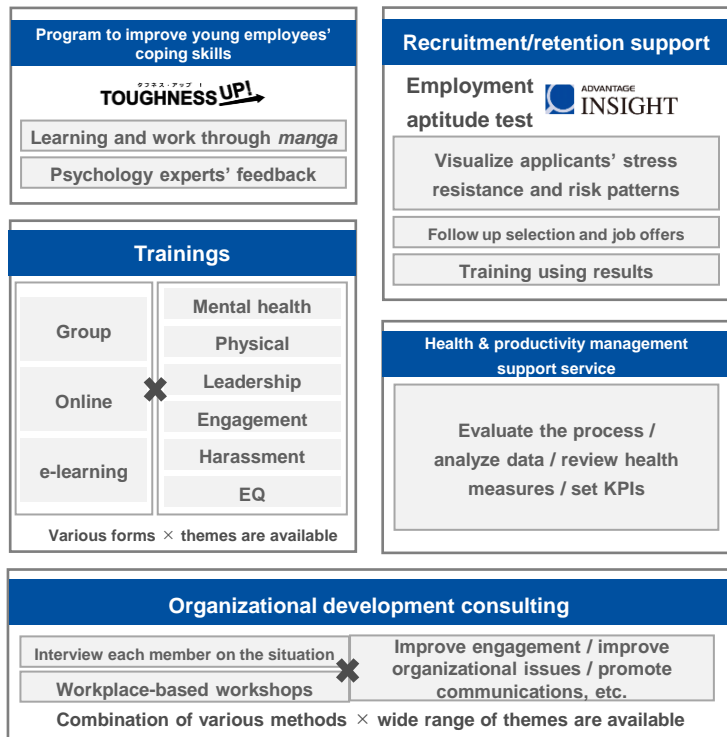 Program to improve young employees'
coping skills
タフネス・アップ！
TOUGHNESS UP!
Learning and work through manga
Psychology experts' feedback
Recruitment/retention support
Employment
aptitude test
ADVANTAGE
INSIGHT
Visualize applicants' stress
resistance and risk patterns
Follow up selection and job offers
Training using results
Trainings
Group
Online
e-learning
Mental health
Physical
Leadership
Engagement
Harassment
EQ
Various forms × themes are available
Health & productivity management
support service
Evaluate the process /
analyze data / review health
measures / set KPIs
Organizational development consulting
Interview each member on the situation
Workplace-based workshops
Improve engagement / improve
organizational issues / promote
communications, etc.
Combination of various methods × wide range of themes are available